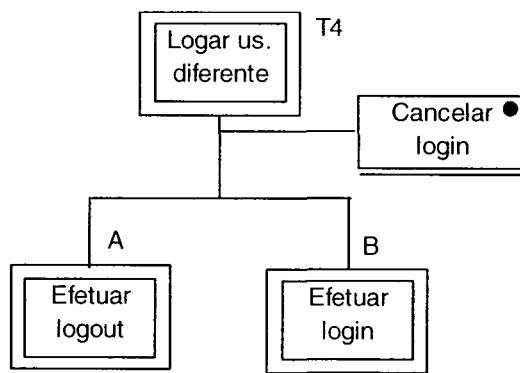 Logar us.
diferente
T4
Cancelar
login
A
B
Efetuar
logout
Efetuar
login